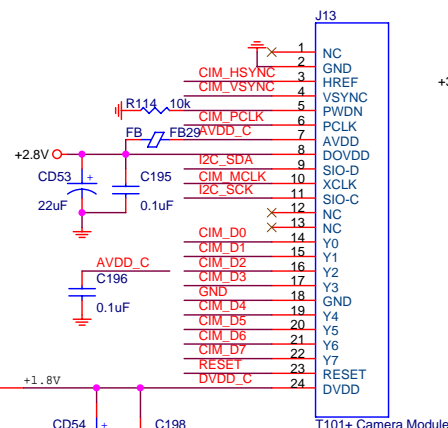 J13
1 NC
2 GND
CIM_HSYNC 3 HREF
CIM_VSYNC 4 VSYNC
R114 10k 5 PWDN
CIM_PCLK 6 PCLK
FB FB29 AVDD_C 7 AVDD
+2.8V 8 DOVDD
I2C_SDA 9 SIO-D
CD53 + C195 CIM_MCLK 10 XCLK
I2C_SCK 11 SIO-C
22uF 0.1uF
12 NC
13 NC
CIM_D0 14 Y0
CIM_D1 15 Y1
AVDD_C CIM_D2 16 Y2
C196 CIM_D3 17 Y3
GND 18 GND
0.1uF CIM_D4 19 Y4
CIM_D5 20 Y5
CIM_D6 21 Y6
CIM_D7 22 Y7
RESET 23 RESET
+1.8V DVDD_C 24 DVDD
CD54 + C198 T101+ Camera Module